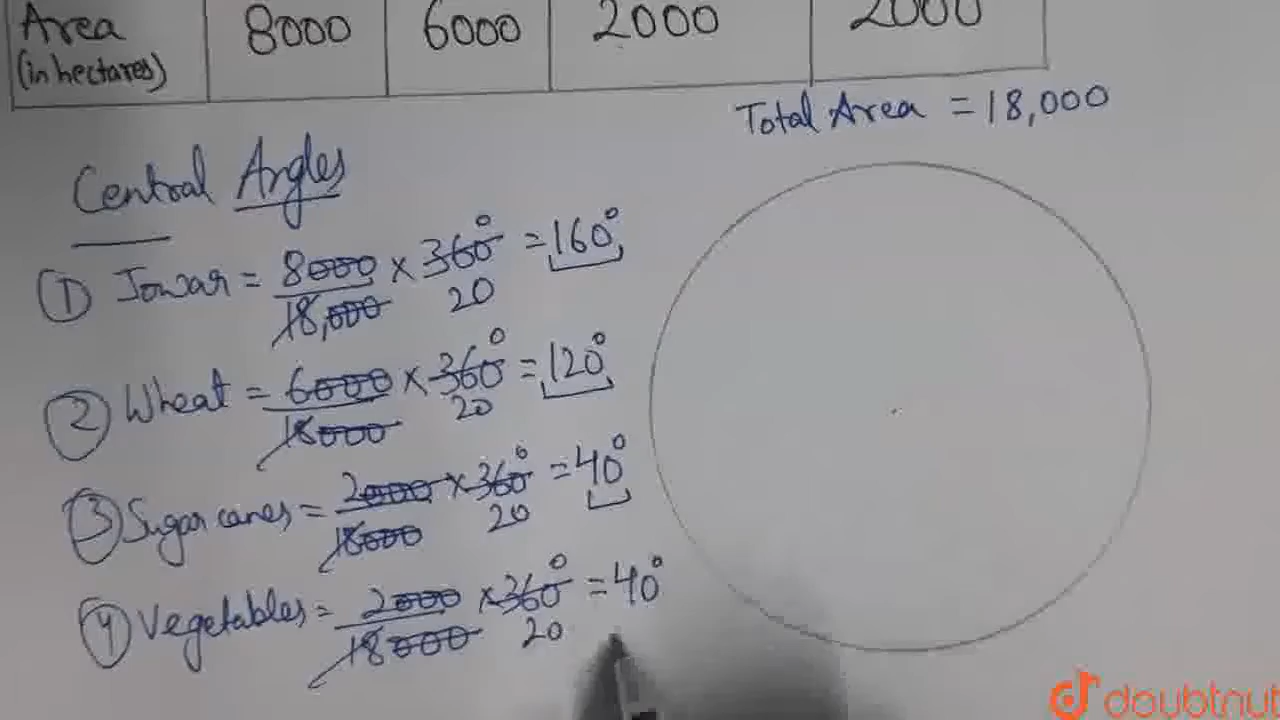 Area 8000 6000 2000 2000
(in hectares)
Total Area = 18,000
Central Angles
① Jowar = 8000/18,000 × 360° = 160°
20
② Wheat = 6000/18000 × 360° = 120°
20
③ Sugar canes = 2000/18000 × 360° = 40°
20
④ Vegetables = 2000/18000 × 360° = 40°
20
doubtnut